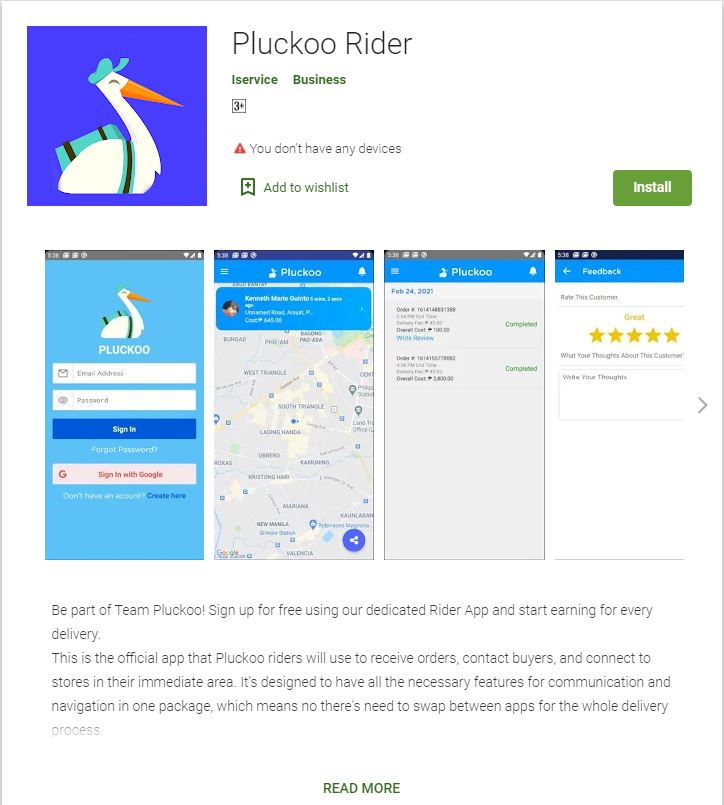 Pluckoo Rider
Iservice Business
3+
You don't have any devices
Add to wishlist
Install
5:38
PLUCKOO
Email Address
Password
Sign In
Forgot Password?
G Sign In with Google
Don't have an acount? Create here
5:38
Pluckoo
Kenneth Marie Guinto 6 mins, 2 secs
ago
Unnamed Road, Arayat, P...
Cost:₱ 645.00
BUNGAD
PHIL-AM
BAGONG
PAG-ASA
WEST TRIANGLE
SOUTH TRIANGLE
LAGING HANDA
OBRERO
ROXAS
KAMUNING
KRISTONG HARI
MARIANA
KAUNLARAN
NEW MANILA
Gilmore Station
Robinsons Magnolia
VALENCIA
Google
5:38
Pluckoo
Feb 24, 2021
Order #: 1614148831388
2:54 PM End Time
Delivery Fee: ₱ 45.00
Overall Cost: ₱ 100.00
Write Review
Completed
Order #: 1614155778082
4:36 PM End Time
Delivery Fee: ₱ 45.00
Overall Cost: ₱ 2,800.00
Completed
5:38
Feedback
Rate This Customer.
Great
What Your Thoughts About This Customer?
Write Your Thoughts
Be part of Team Pluckoo! Sign up for free using our dedicated Rider App and start earning for every
delivery.
This is the official app that Pluckoo riders will use to receive orders, contact buyers, and connect to
stores in their immediate area. It's designed to have all the necessary features for communication and
navigation in one package, which means no there's need to swap between apps for the whole delivery
process.
READ MORE